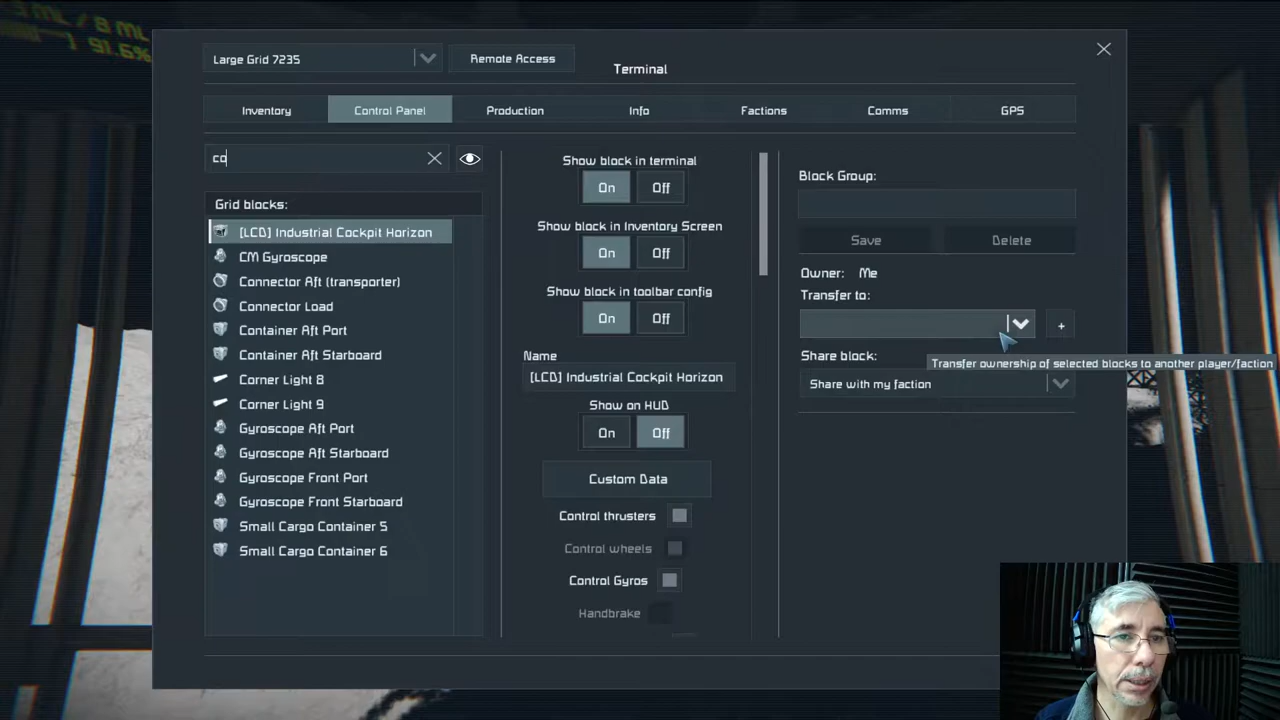 3 ML / 8 ML
91.6%
Large Grid 7235
Remote Access
Terminal
Inventory
Control Panel
Production
Info
Factions
Comms
GPS
co
Grid blocks:
[LCD] Industrial Cockpit Horizon
CM Gyroscope
Connector Aft (transporter)
Connector Load
Container Aft Port
Container Aft Starboard
Corner Light 8
Corner Light 9
Gyroscope Aft Port
Gyroscope Aft Starboard
Gyroscope Front Port
Gyroscope Front Starboard
Small Cargo Container 5
Small Cargo Container 6
Show block in terminal
On Off
Show block in Inventory Screen
On Off
Show block in toolbar config
On Off
Name
[LCD] Industrial Cockpit Horizon
Show on HUD
On Off
Custom Data
Control thrusters
Control wheels
Control Gyros
Handbrake
Block Group:
Save Delete
Owner: Me
Transfer to:
+
Share block:
Transfer ownership of selected blocks to another player/faction
Share with my faction